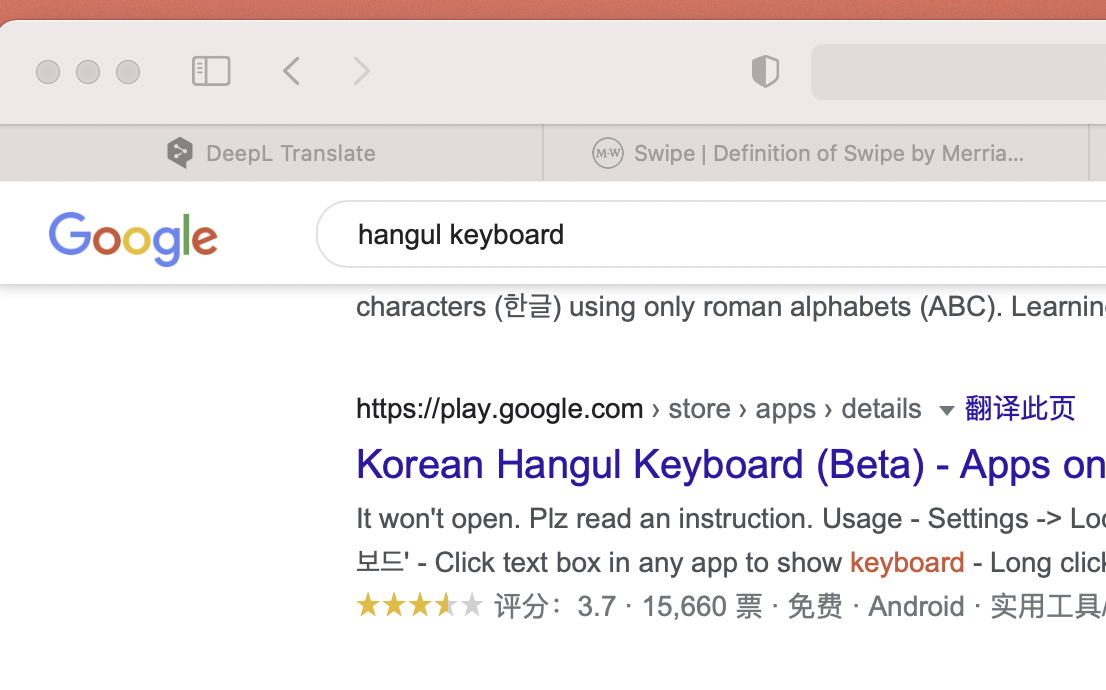 DeepL Translate
M-W Swipe | Definition of Swipe by Merria...
Google hangul keyboard
characters (한글) using only roman alphabets (ABC). Learnin
https://play.google.com › store › apps › details 翻译此页
Korean Hangul Keyboard (Beta) - Apps on
It won't open. Plz read an instruction. Usage - Settings -> Loc
보드' - Click text box in any app to show keyboard - Long click
评分：3.7 · 15,660 票 · 免费 · Android · 实用工具/